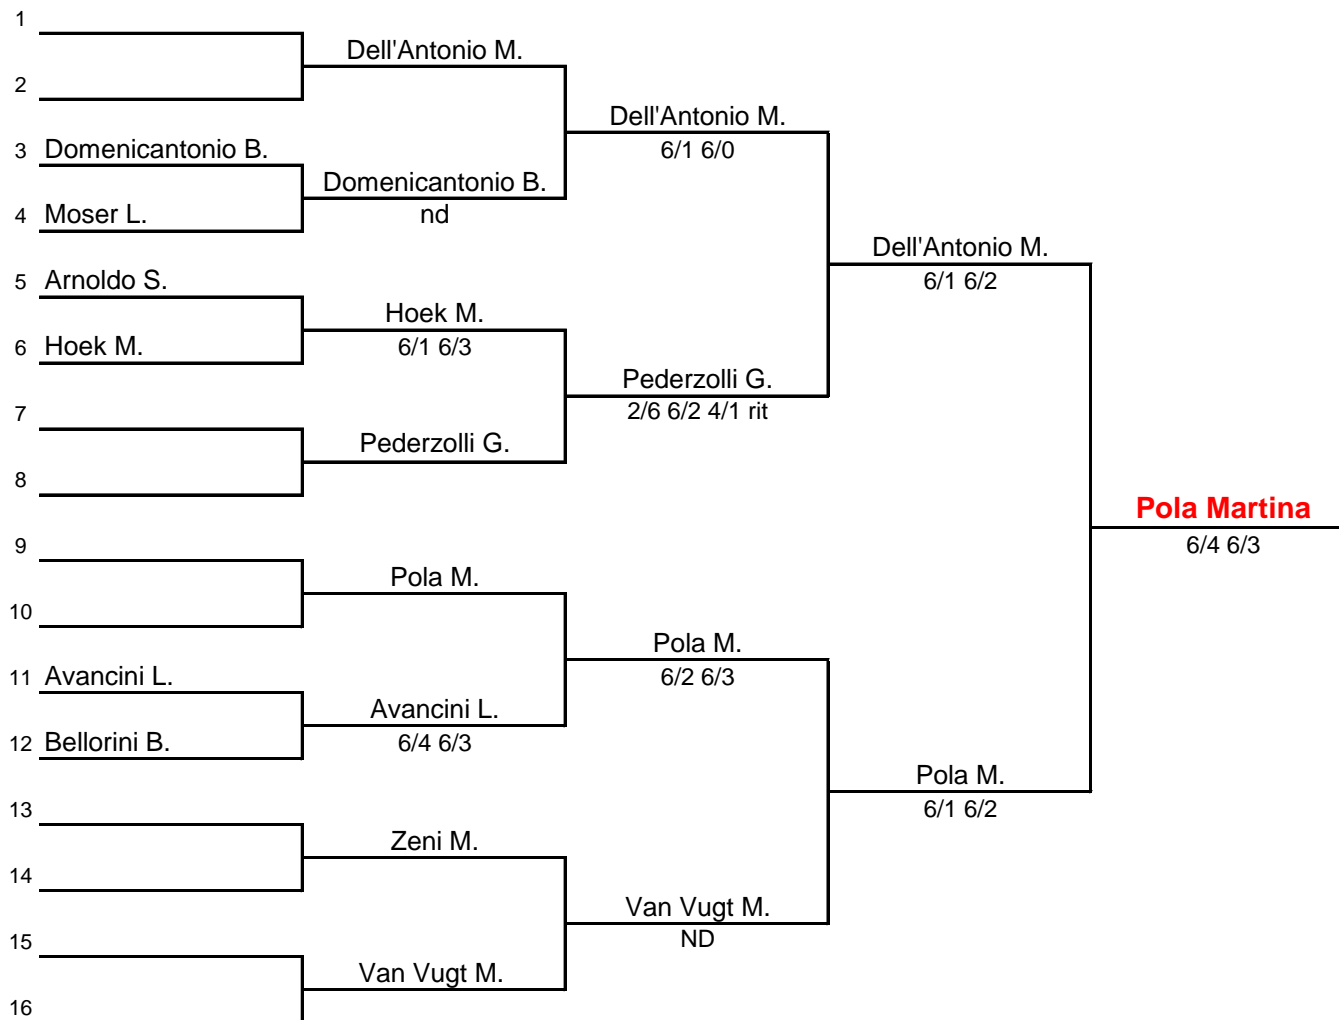 1
Dell'Antonio M.
2
Dell'Antonio M.
6/1 6/0
3 Domenicantonio B.
Domenicantonio B.
nd
4 Moser L.
Dell'Antonio M.
6/1 6/2
5 Arnoldo S.
Hoek M.
6/1 6/3
6 Hoek M.
Pederzolli G.
2/6 6/2 4/1 rit
7
Pederzolli G.
8
Pola Martina
6/4 6/3
9
Pola M.
10
Pola M.
6/2 6/3
11 Avancini L.
Avancini L.
6/4 6/3
12 Bellorini B.
Pola M.
6/1 6/2
13
Zeni M.
14
Van Vugt M.
ND
15
Van Vugt M.
16